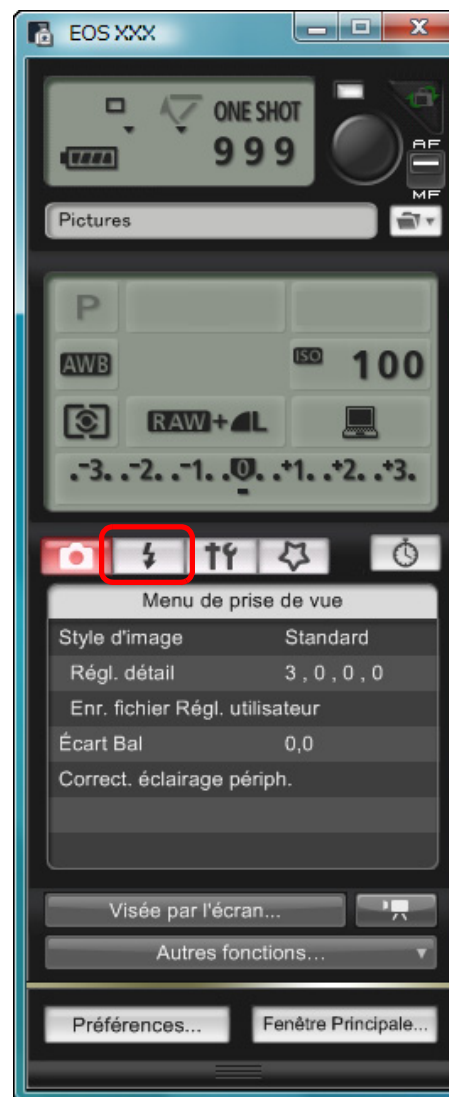 EOS XXX
ONE SHOT
999
AF
MF
Pictures
P
AWB
ISO 100
RAW+L
.-3. .-2. .-1. .0. .+1. .+2. .+3.
Menu de prise de vue
Style d'image Standard
Régl. détail 3 , 0 , 0 , 0
Enr. fichier Régl. utilisateur
Écart Bal 0,0
Correct. éclairage périph.
Visée par l'écran...
Autres fonctions...
Préférences... Fenêtre Principale...